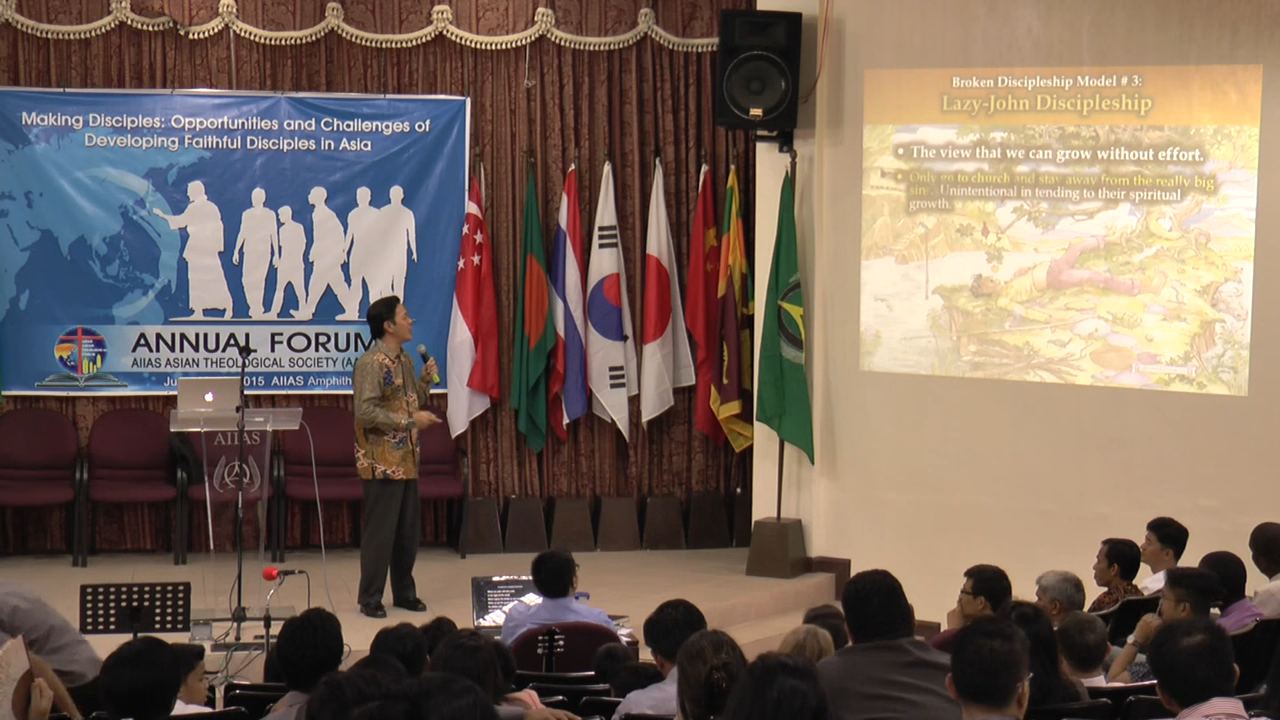 Making Disciples: Opportunities and Challenges of
Developing Faithful Disciples in Asia
ANNUAL FORUM
AIIAS ASIAN THEOLOGICAL SOCIETY
2015 AIIAS
AIIAS
Broken Discipleship Model # 3:
Lazy-John Discipleship
• The view that we can grow without effort.
• Only go to church and stay away from the really big
sins. Unintentional in tending to their spiritual
growth.